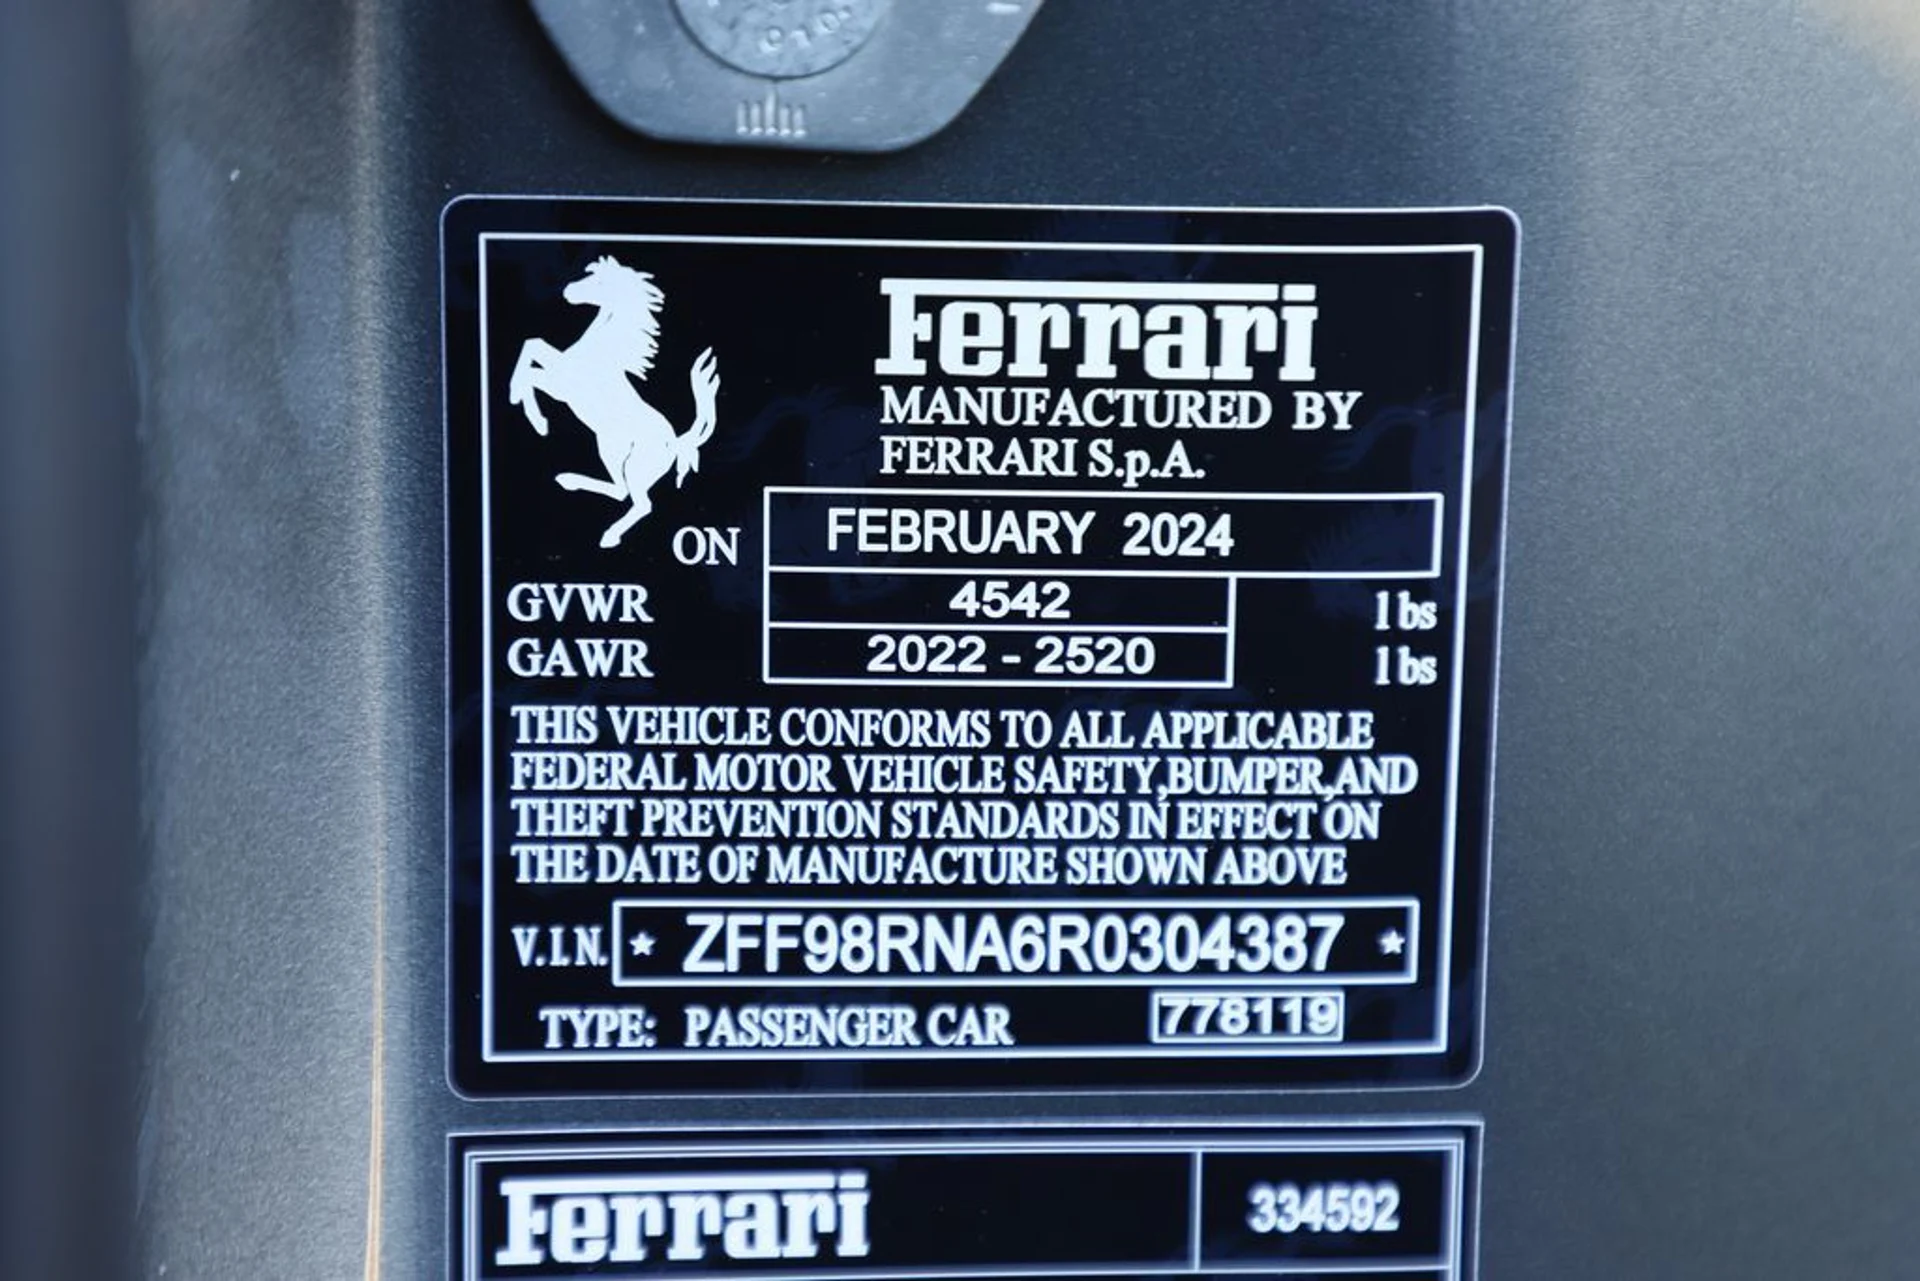 Ferrari
MANUFACTURED BY
FERRARI S.p.A.
ON FEBRUARY 2024
GVWR 4542 lbs
GAWR 2022 - 2520 lbs
THIS VEHICLE CONFORMS TO ALL APPLICABLE
FEDERAL MOTOR VEHICLE SAFETY,BUMPER,AND
THEFT PREVENTION STANDARDS IN EFFECT ON
THE DATE OF MANUFACTURE SHOWN ABOVE
V.I.N. ★ ZFF98RNA6R0304387 ★
TYPE: PASSENGER CAR 778119
Ferrari 334592